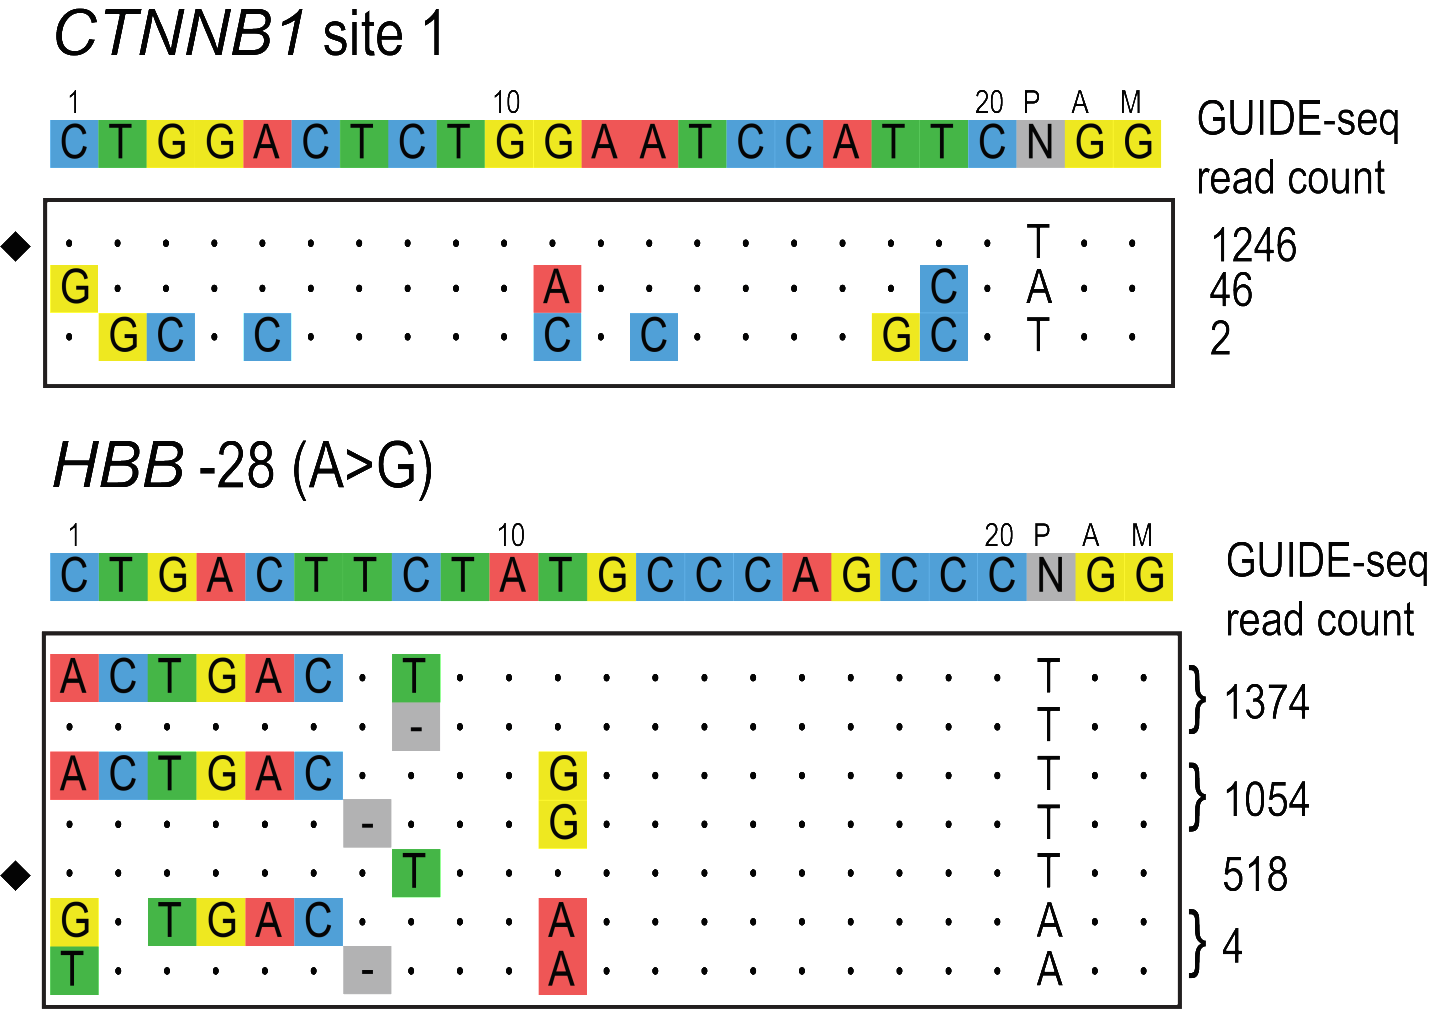 CTNNB1 site 1
1 10 20 P A M
C T G G A C T C T G G A A T C C A T T C N G G
GUIDE-seq
read count
◆ · · · · · · · · · · · · · · · · · · · · T · · 1246
G · · · · · · · · · A · · · · · · · C · A · · 46
· G C · C · · · · · C · C · · · · G C · T · · 2
HBB -28 (A>G)
1 10 20 P A M
C T G A C T T C T A T G C C C A G C C C N G G
GUIDE-seq
read count
A C T G A C · T · · · · · · · · · · · · T · ·
· · · · · · · - · · · · · · · · · · · · T · ·
} 1374
A C T G A C · · · · G · · · · · · · · · T · ·
· · · · · · - · · · G · · · · · · · · · T · ·
} 1054
◆ · · · · · · · T · · · · · · · · · · · · T · · 518
G · T G A C · · · · A · · · · · · · · · A · ·
T · · · · · - · · · A · · · · · · · · · A · ·
} 4